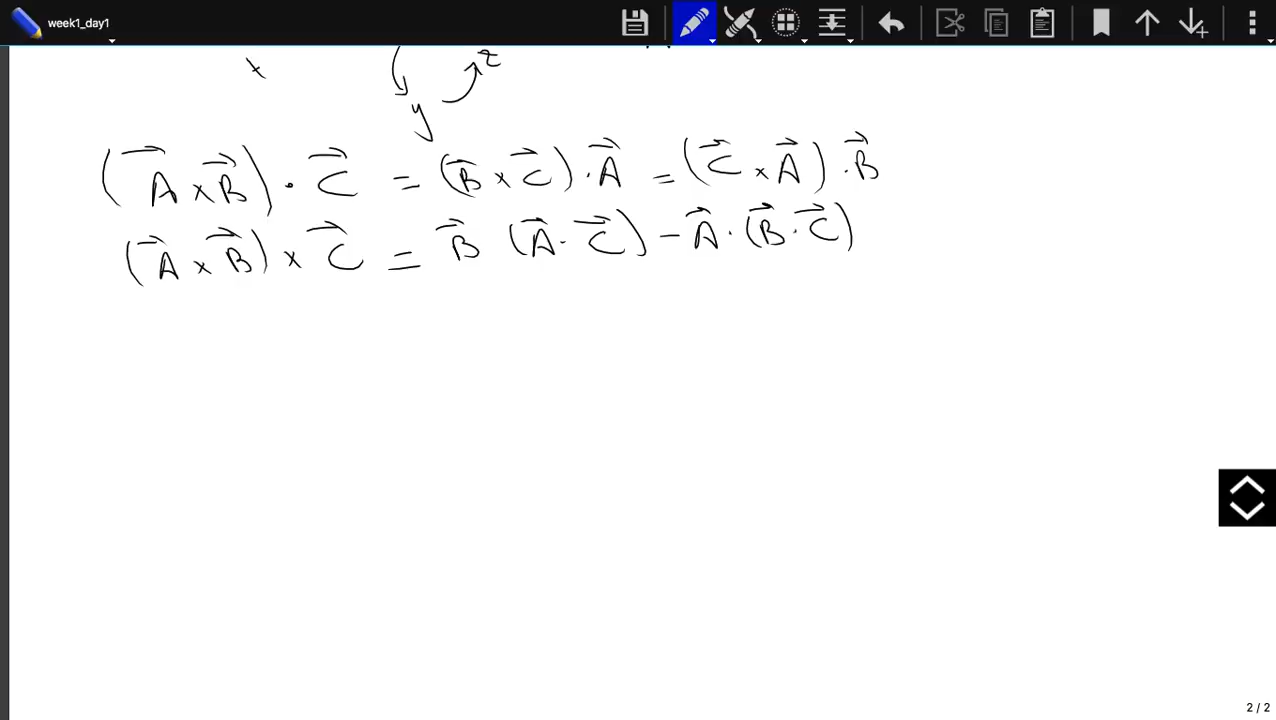 week1_day1
x
y
z
(A⃗ × B⃗) · C⃗ = (B⃗ × C⃗) · A⃗ = (C⃗ × A⃗) · B⃗
(A⃗ × B⃗) × C⃗ = B⃗ (A⃗ · C⃗) − A⃗ · (B⃗ · C⃗)
2 / 2